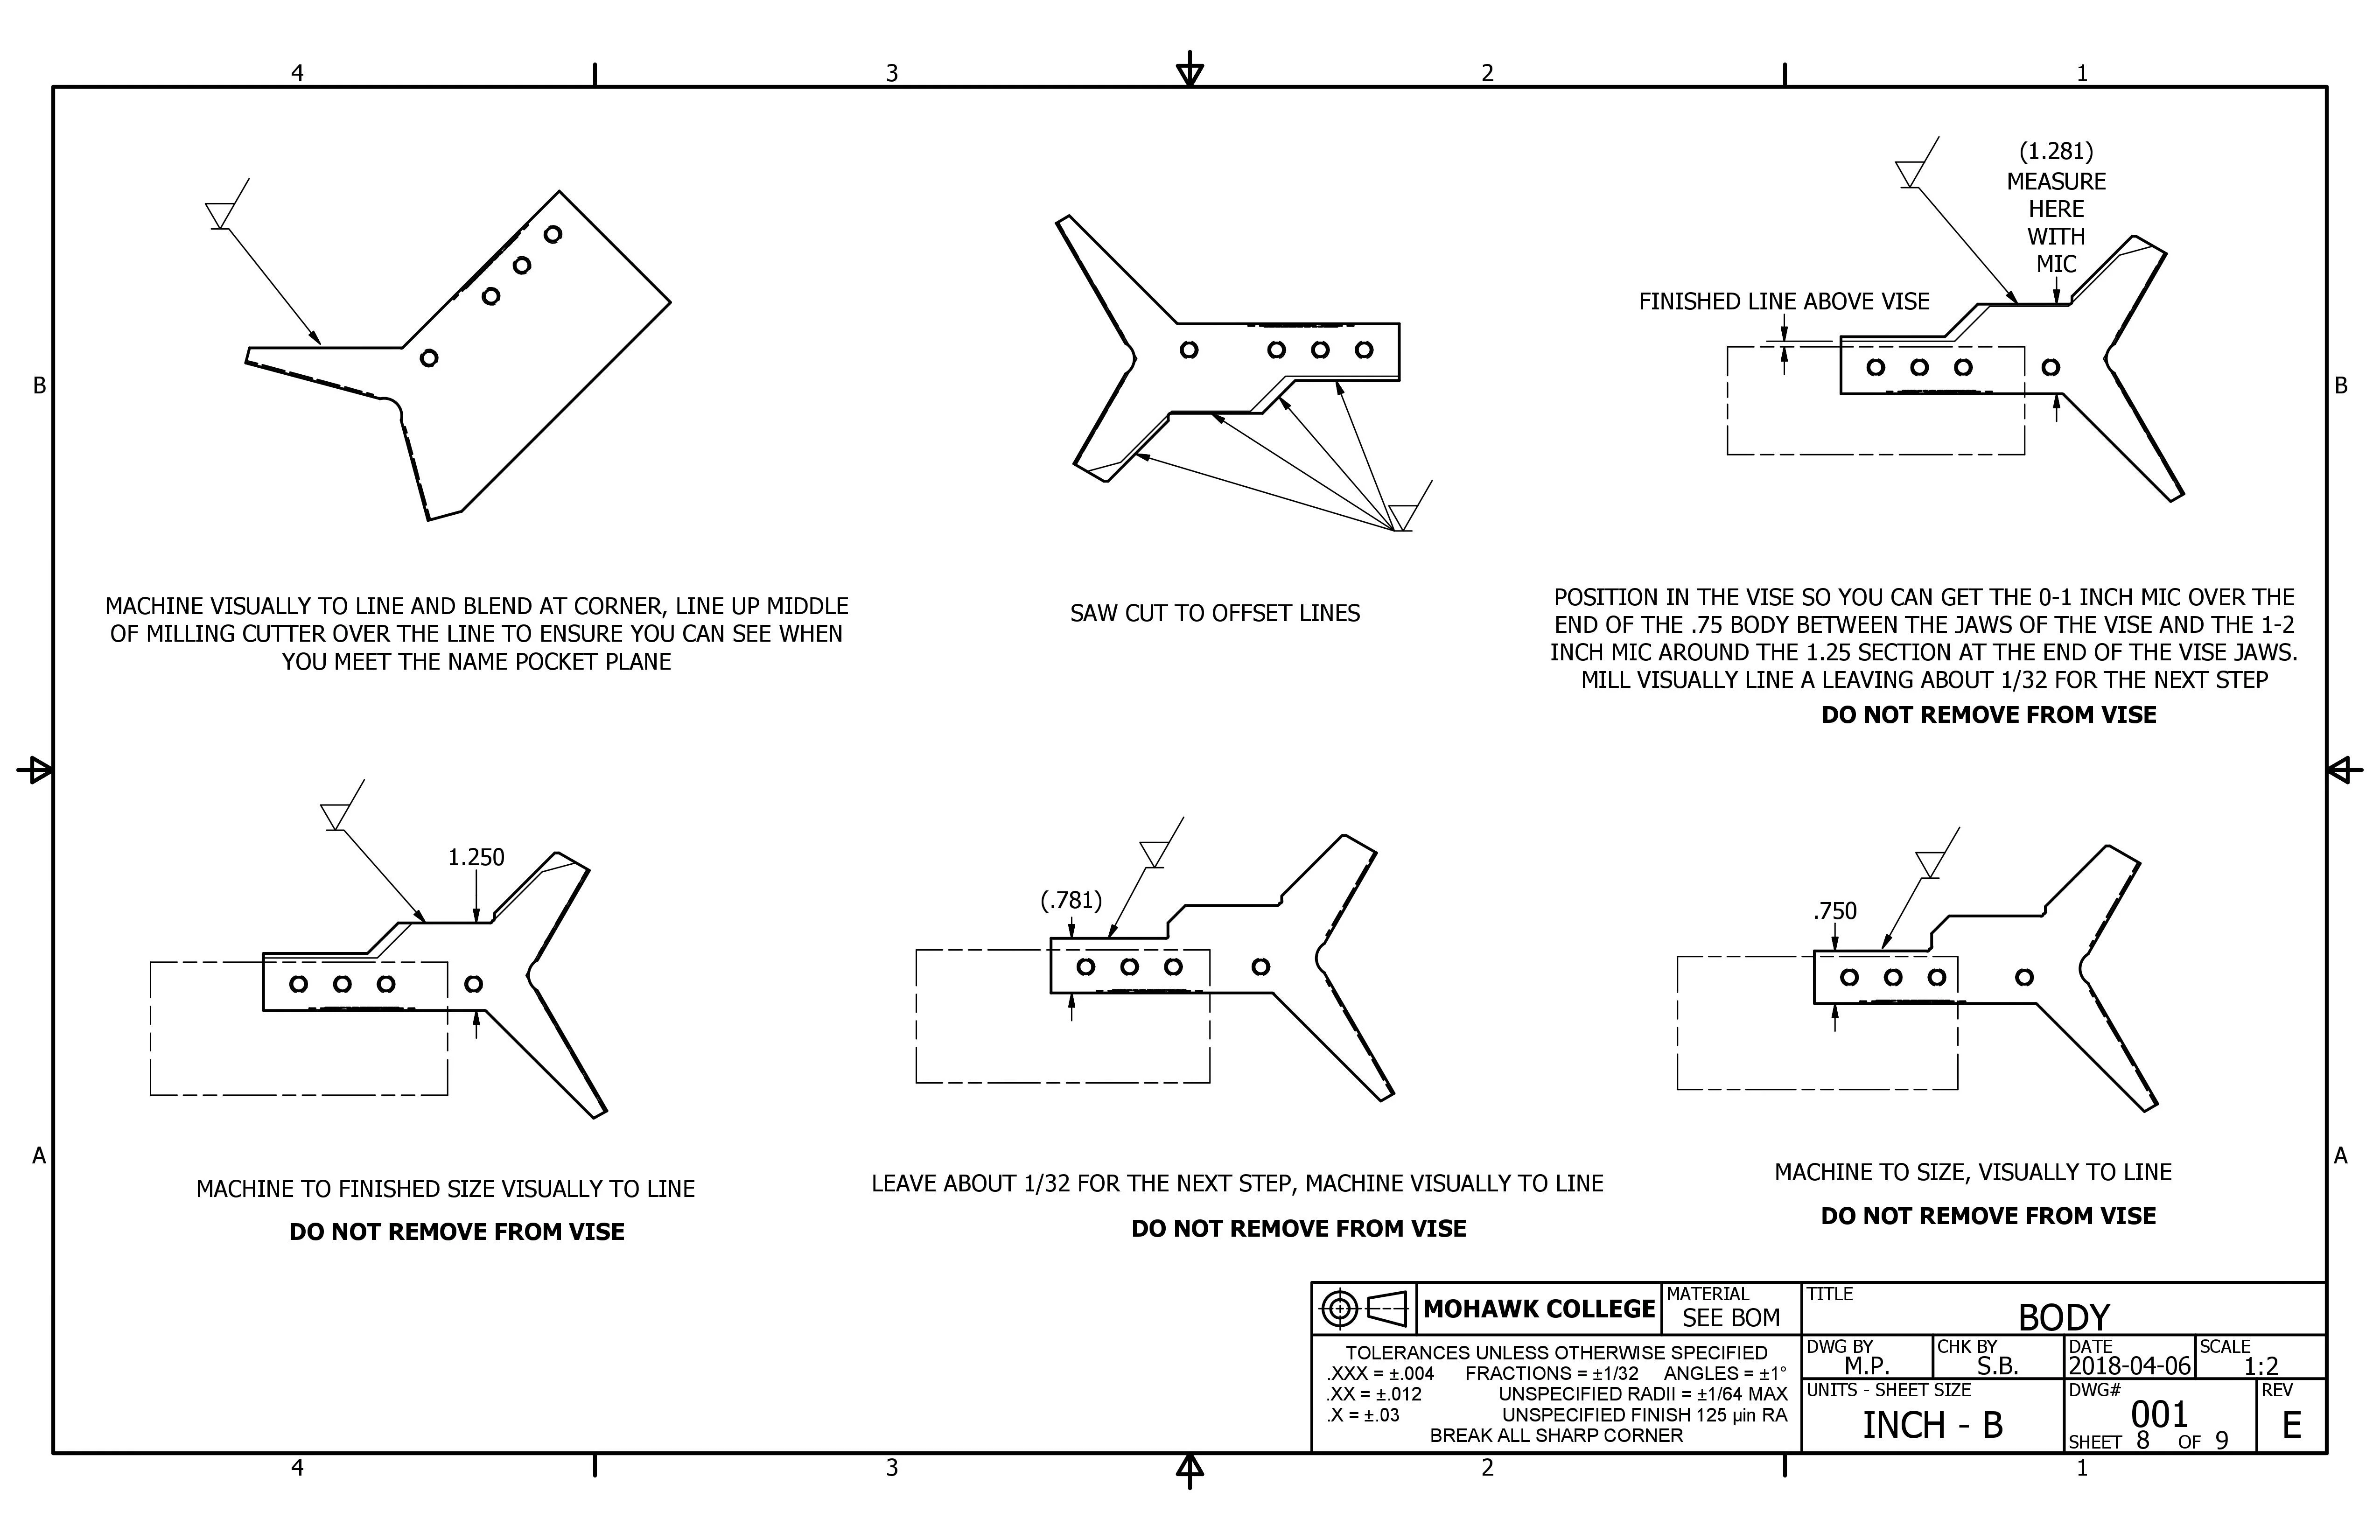 4
3
2
1
B
B
(1.281)
MEASURE
HERE
WITH
MIC
FINISHED LINE ABOVE VISE
MACHINE VISUALLY TO LINE AND BLEND AT CORNER, LINE UP MIDDLE
OF MILLING CUTTER OVER THE LINE TO ENSURE YOU CAN SEE WHEN
YOU MEET THE NAME POCKET PLANE
SAW CUT TO OFFSET LINES
POSITION IN THE VISE SO YOU CAN GET THE 0-1 INCH MIC OVER THE
END OF THE .75 BODY BETWEEN THE JAWS OF THE VISE AND THE 1-2
INCH MIC AROUND THE 1.25 SECTION AT THE END OF THE VISE JAWS.
MILL VISUALLY LINE A LEAVING ABOUT 1/32 FOR THE NEXT STEP
DO NOT REMOVE FROM VISE
1.250
(.781)
.750
A
A
MACHINE TO FINISHED SIZE VISUALLY TO LINE
DO NOT REMOVE FROM VISE
LEAVE ABOUT 1/32 FOR THE NEXT STEP, MACHINE VISUALLY TO LINE
DO NOT REMOVE FROM VISE
MACHINE TO SIZE, VISUALLY TO LINE
DO NOT REMOVE FROM VISE
MOHAWK COLLEGE
MATERIAL
SEE BOM
TITLE
BODY
TOLERANCES UNLESS OTHERWISE SPECIFIED
.XXX = ±.004 FRACTIONS = ±1/32 ANGLES = ±1°
.XX = ±.012 UNSPECIFIED RADII = ±1/64 MAX
.X = ±.03 UNSPECIFIED FINISH 125 µin RA
BREAK ALL SHARP CORNER
DWG BY
M.P.
CHK BY
S.B.
DATE
2018-04-06
SCALE
1:2
UNITS - SHEET SIZE
INCH - B
DWG#
001
SHEET 8 OF 9
REV
E
4
3
2
1